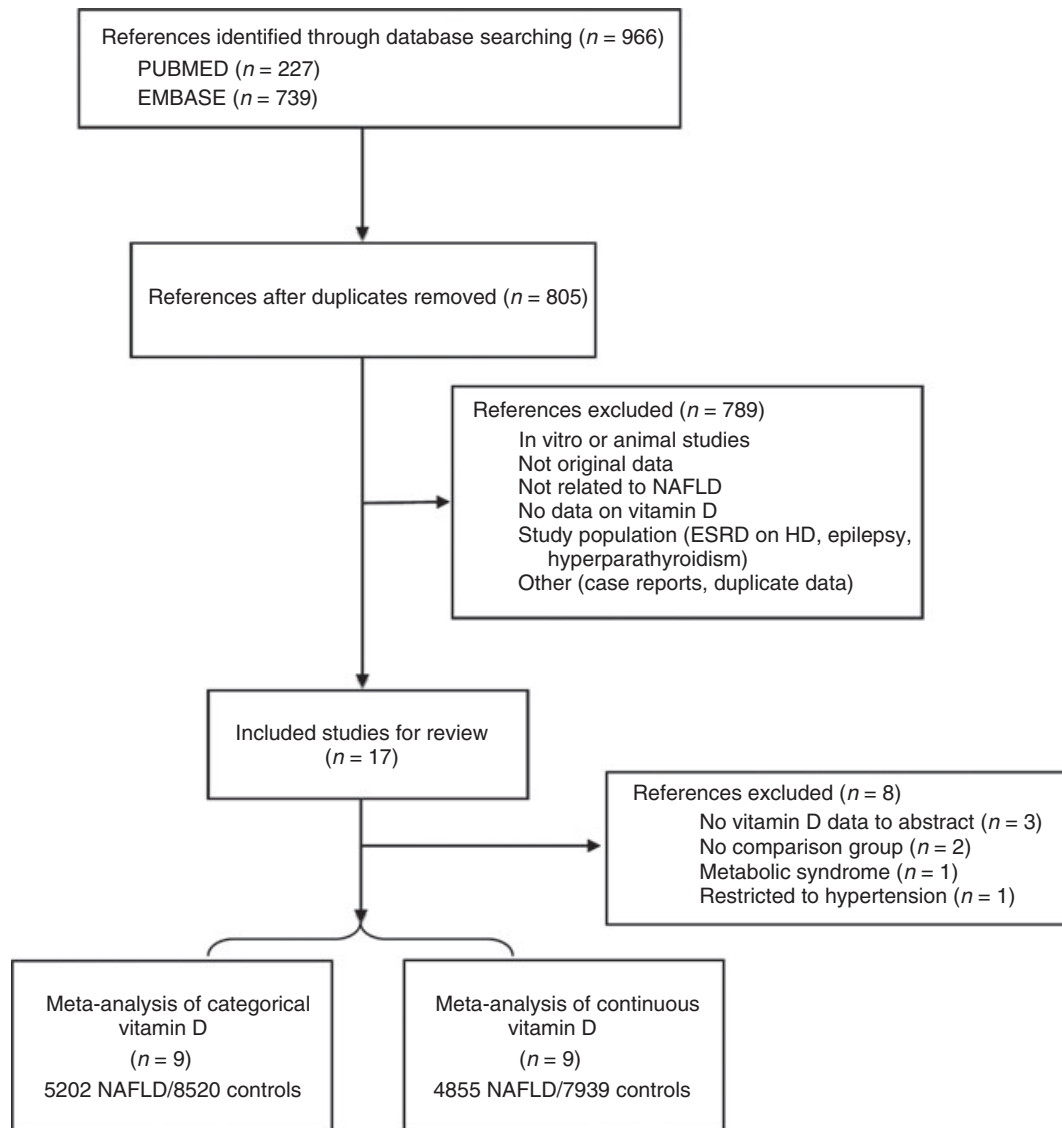 References identified through database searching (n = 966)
PUBMED (n = 227)
EMBASE (n = 739)
References after duplicates removed (n = 805)
References excluded (n = 789)
In vitro or animal studies
Not original data
Not related to NAFLD
No data on vitamin D
Study population (ESRD on HD, epilepsy,
hyperparathyroidism)
Other (case reports, duplicate data)
Included studies for review
(n = 17)
References excluded (n = 8)
No vitamin D data to abstract (n = 3)
No comparison group (n = 2)
Metabolic syndrome (n = 1)
Restricted to hypertension (n = 1)
Meta-analysis of categorical
vitamin D
(n = 9)
5202 NAFLD/8520 controls
Meta-analysis of continuous
vitamin D
(n = 9)
4855 NAFLD/7939 controls